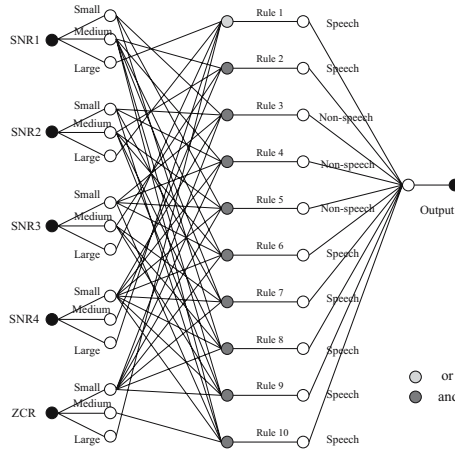 SNR1
Small
Medium
Large
SNR2
Small
Medium
Large
SNR3
Small
Medium
Large
SNR4
Small
Medium
Large
ZCR
Small
Medium
Large
Rule 1
Speech
Rule 2
Speech
Rule 3
Non-speech
Rule 4
Non-speech
Rule 5
Non-speech
Rule 6
Speech
Rule 7
Speech
Rule 8
Speech
Rule 9
Speech
Rule 10
Speech
Output
or
and